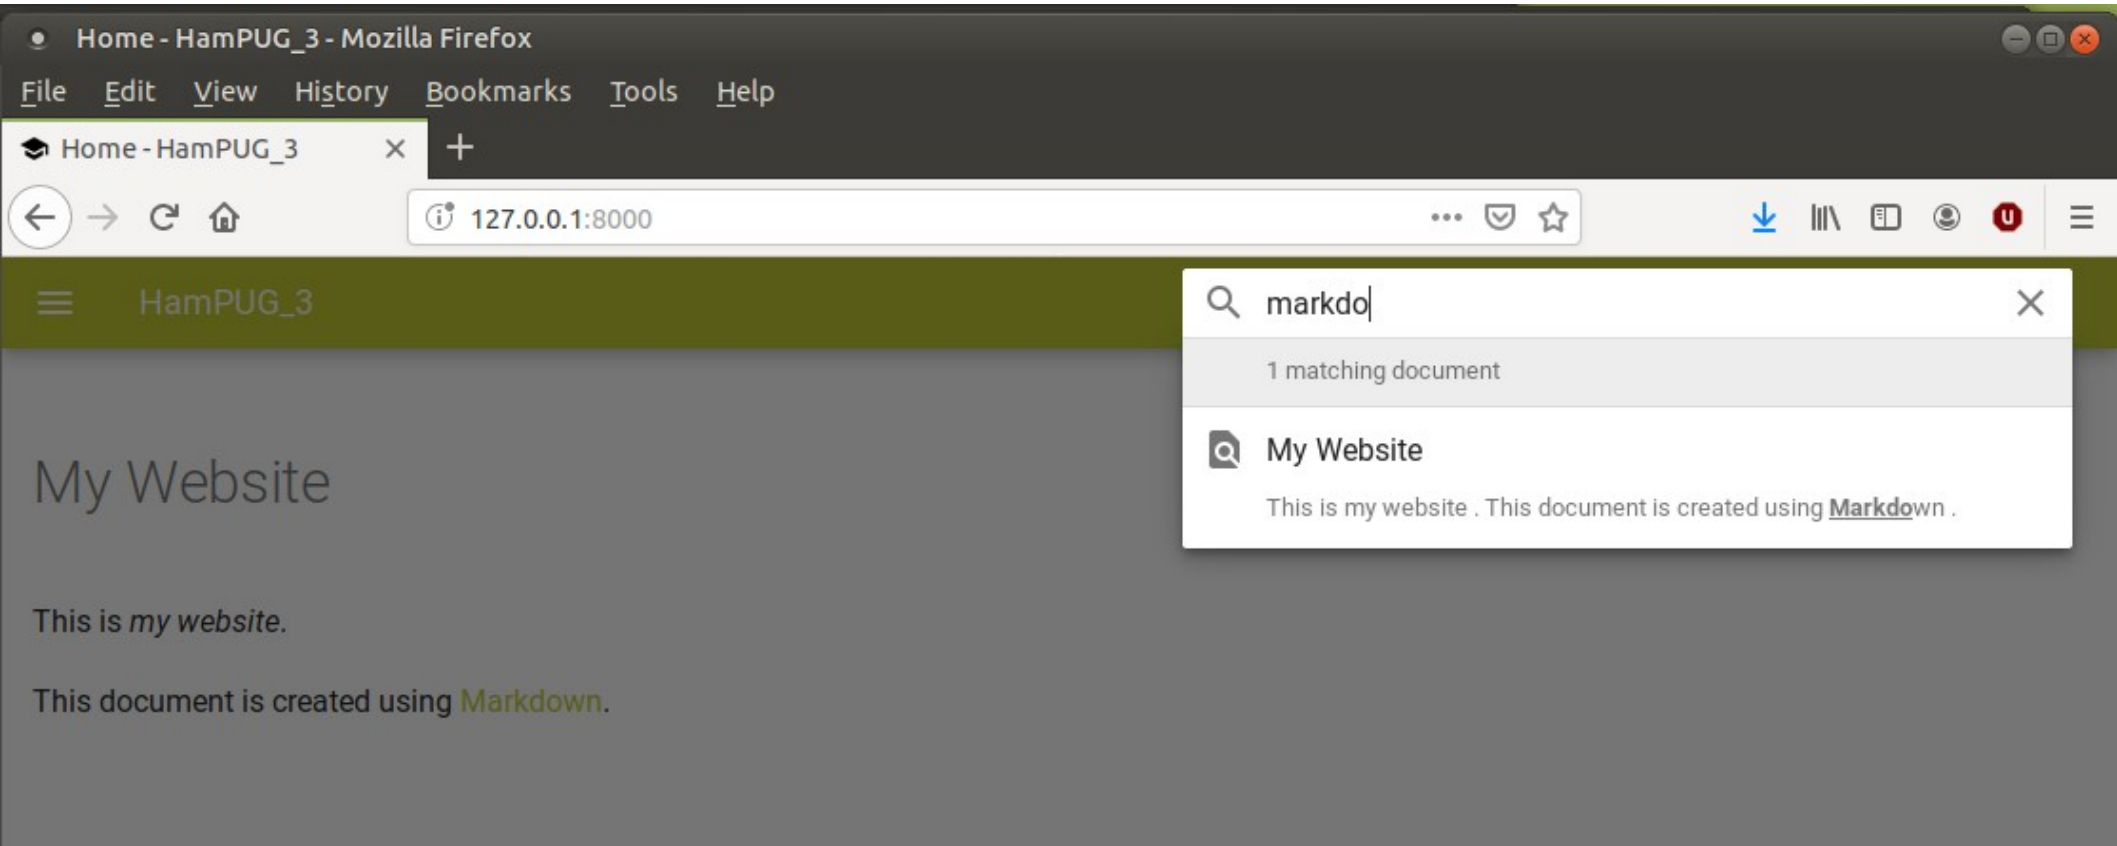 Home - HamPUG_3 - Mozilla Firefox
File Edit View History Bookmarks Tools Help
Home - HamPUG_3
127.0.0.1:8000
HamPUG_3
markdo
1 matching document
My Website
This is my website . This document is created using Markdown .
My Website
This is my website.
This document is created using Markdown.